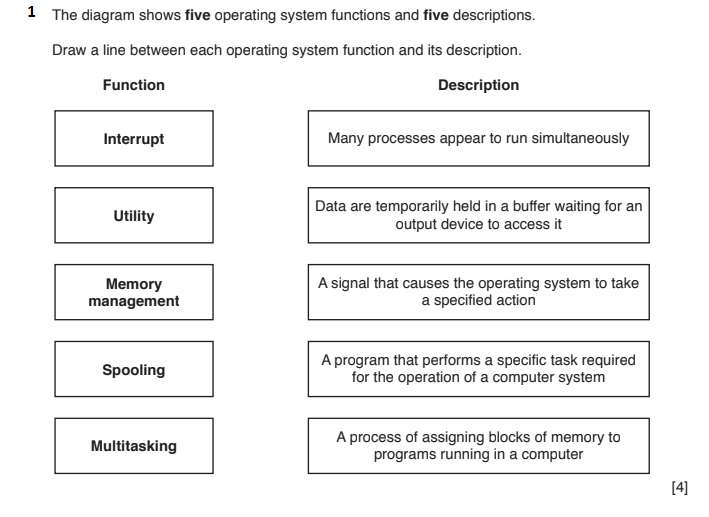 1 The diagram shows five operating system functions and five descriptions.
Draw a line between each operating system function and its description.
Function
Description
Interrupt
Many processes appear to run simultaneously
Utility
Data are temporarily held in a buffer waiting for an
output device to access it
Memory
management
A signal that causes the operating system to take
a specified action
Spooling
A program that performs a specific task required
for the operation of a computer system
Multitasking
A process of assigning blocks of memory to
programs running in a computer
[4]